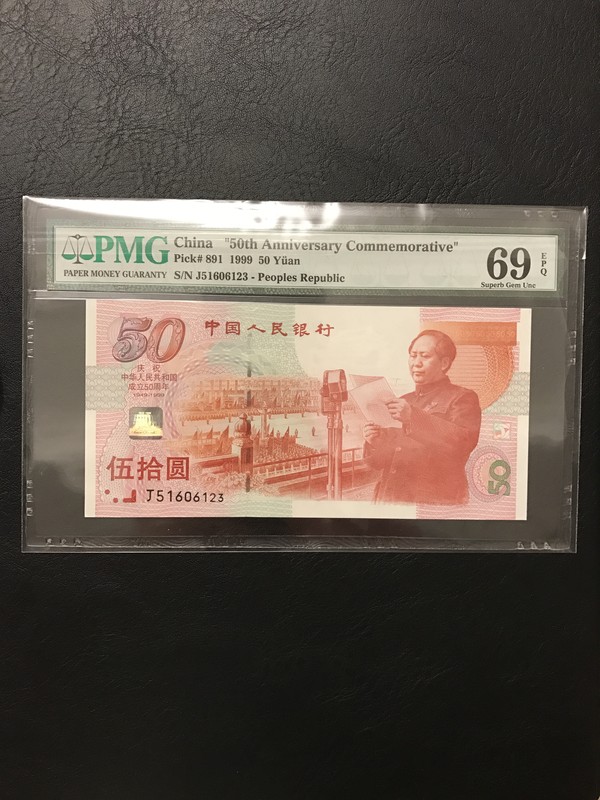 PMG
PAPER MONEY GUARANTY
China "50th Anniversary Commemorative"
Pick# 891 1999 50 Yüan
S/N J51606123 - Peoples Republic
69
EPQ
Superb Gem Unc
50
中国人民银行
庆祝
中华人民共和国
成立50周年
伍拾圆
J51606123
50